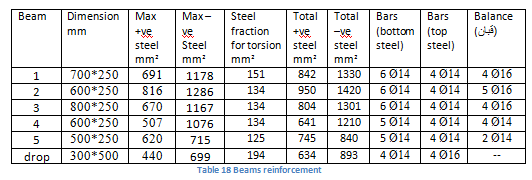 Beam Dimension mm Max +ve steel mm² Max – ve Steel mm² Steel fraction for torsion mm² Total +ve steel mm² Total –ve steel mm² Bars (bottom steel) Bars (top steel) Balance (قبان)
1 700*250 691 1178 151 842 1330 6 Ø14 4 Ø14 4 Ø16
2 600*250 816 1286 134 950 1420 6 Ø14 4 Ø14 5 Ø16
3 800*250 670 1167 134 804 1301 6 Ø14 4 Ø14 4 Ø16
4 600*250 507 1076 134 641 1210 5 Ø14 4 Ø14 4 Ø14
5 500*250 620 715 125 745 840 5 Ø14 4 Ø14 2 Ø14
drop 300*500 440 699 194 634 893 4 Ø14 4 Ø16 --
Table 18 Beams reinforcement